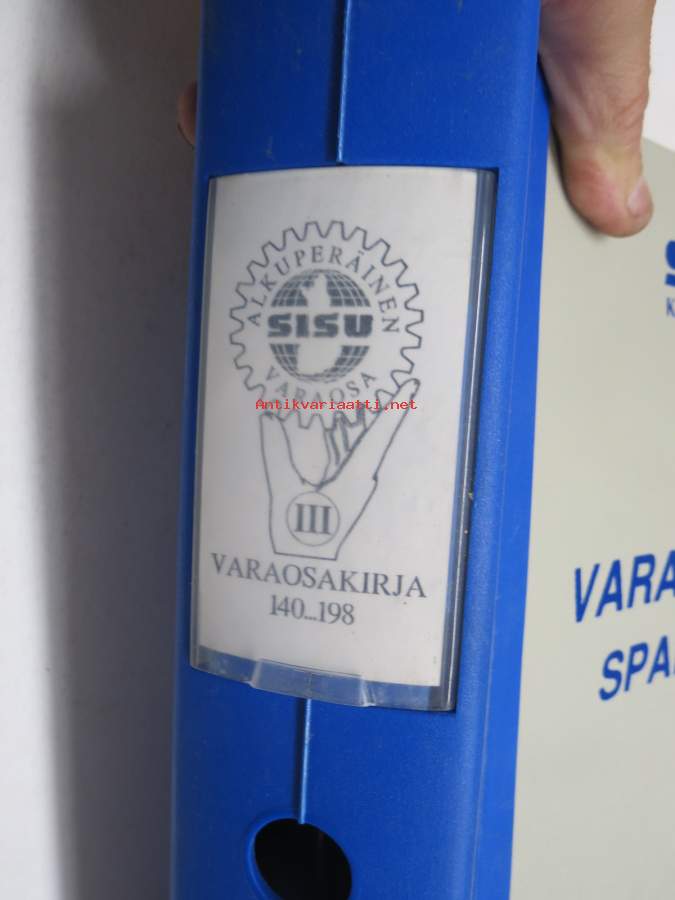 ALKUPERÄINEN
SISU
VARAOSA
Antikvariaatti.net
III
VARAOSAKIRJA
140...198
S
K
VARA
SPA